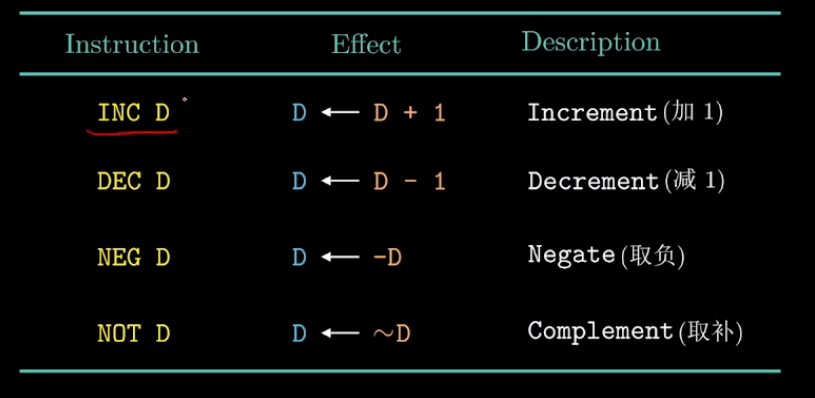 Instruction Effect Description
INC D D ← D + 1 Increment(加 1)
DEC D D ← D - 1 Decrement(减 1)
NEG D D ← -D Negate(取负)
NOT D D ← ~D Complement(取补)